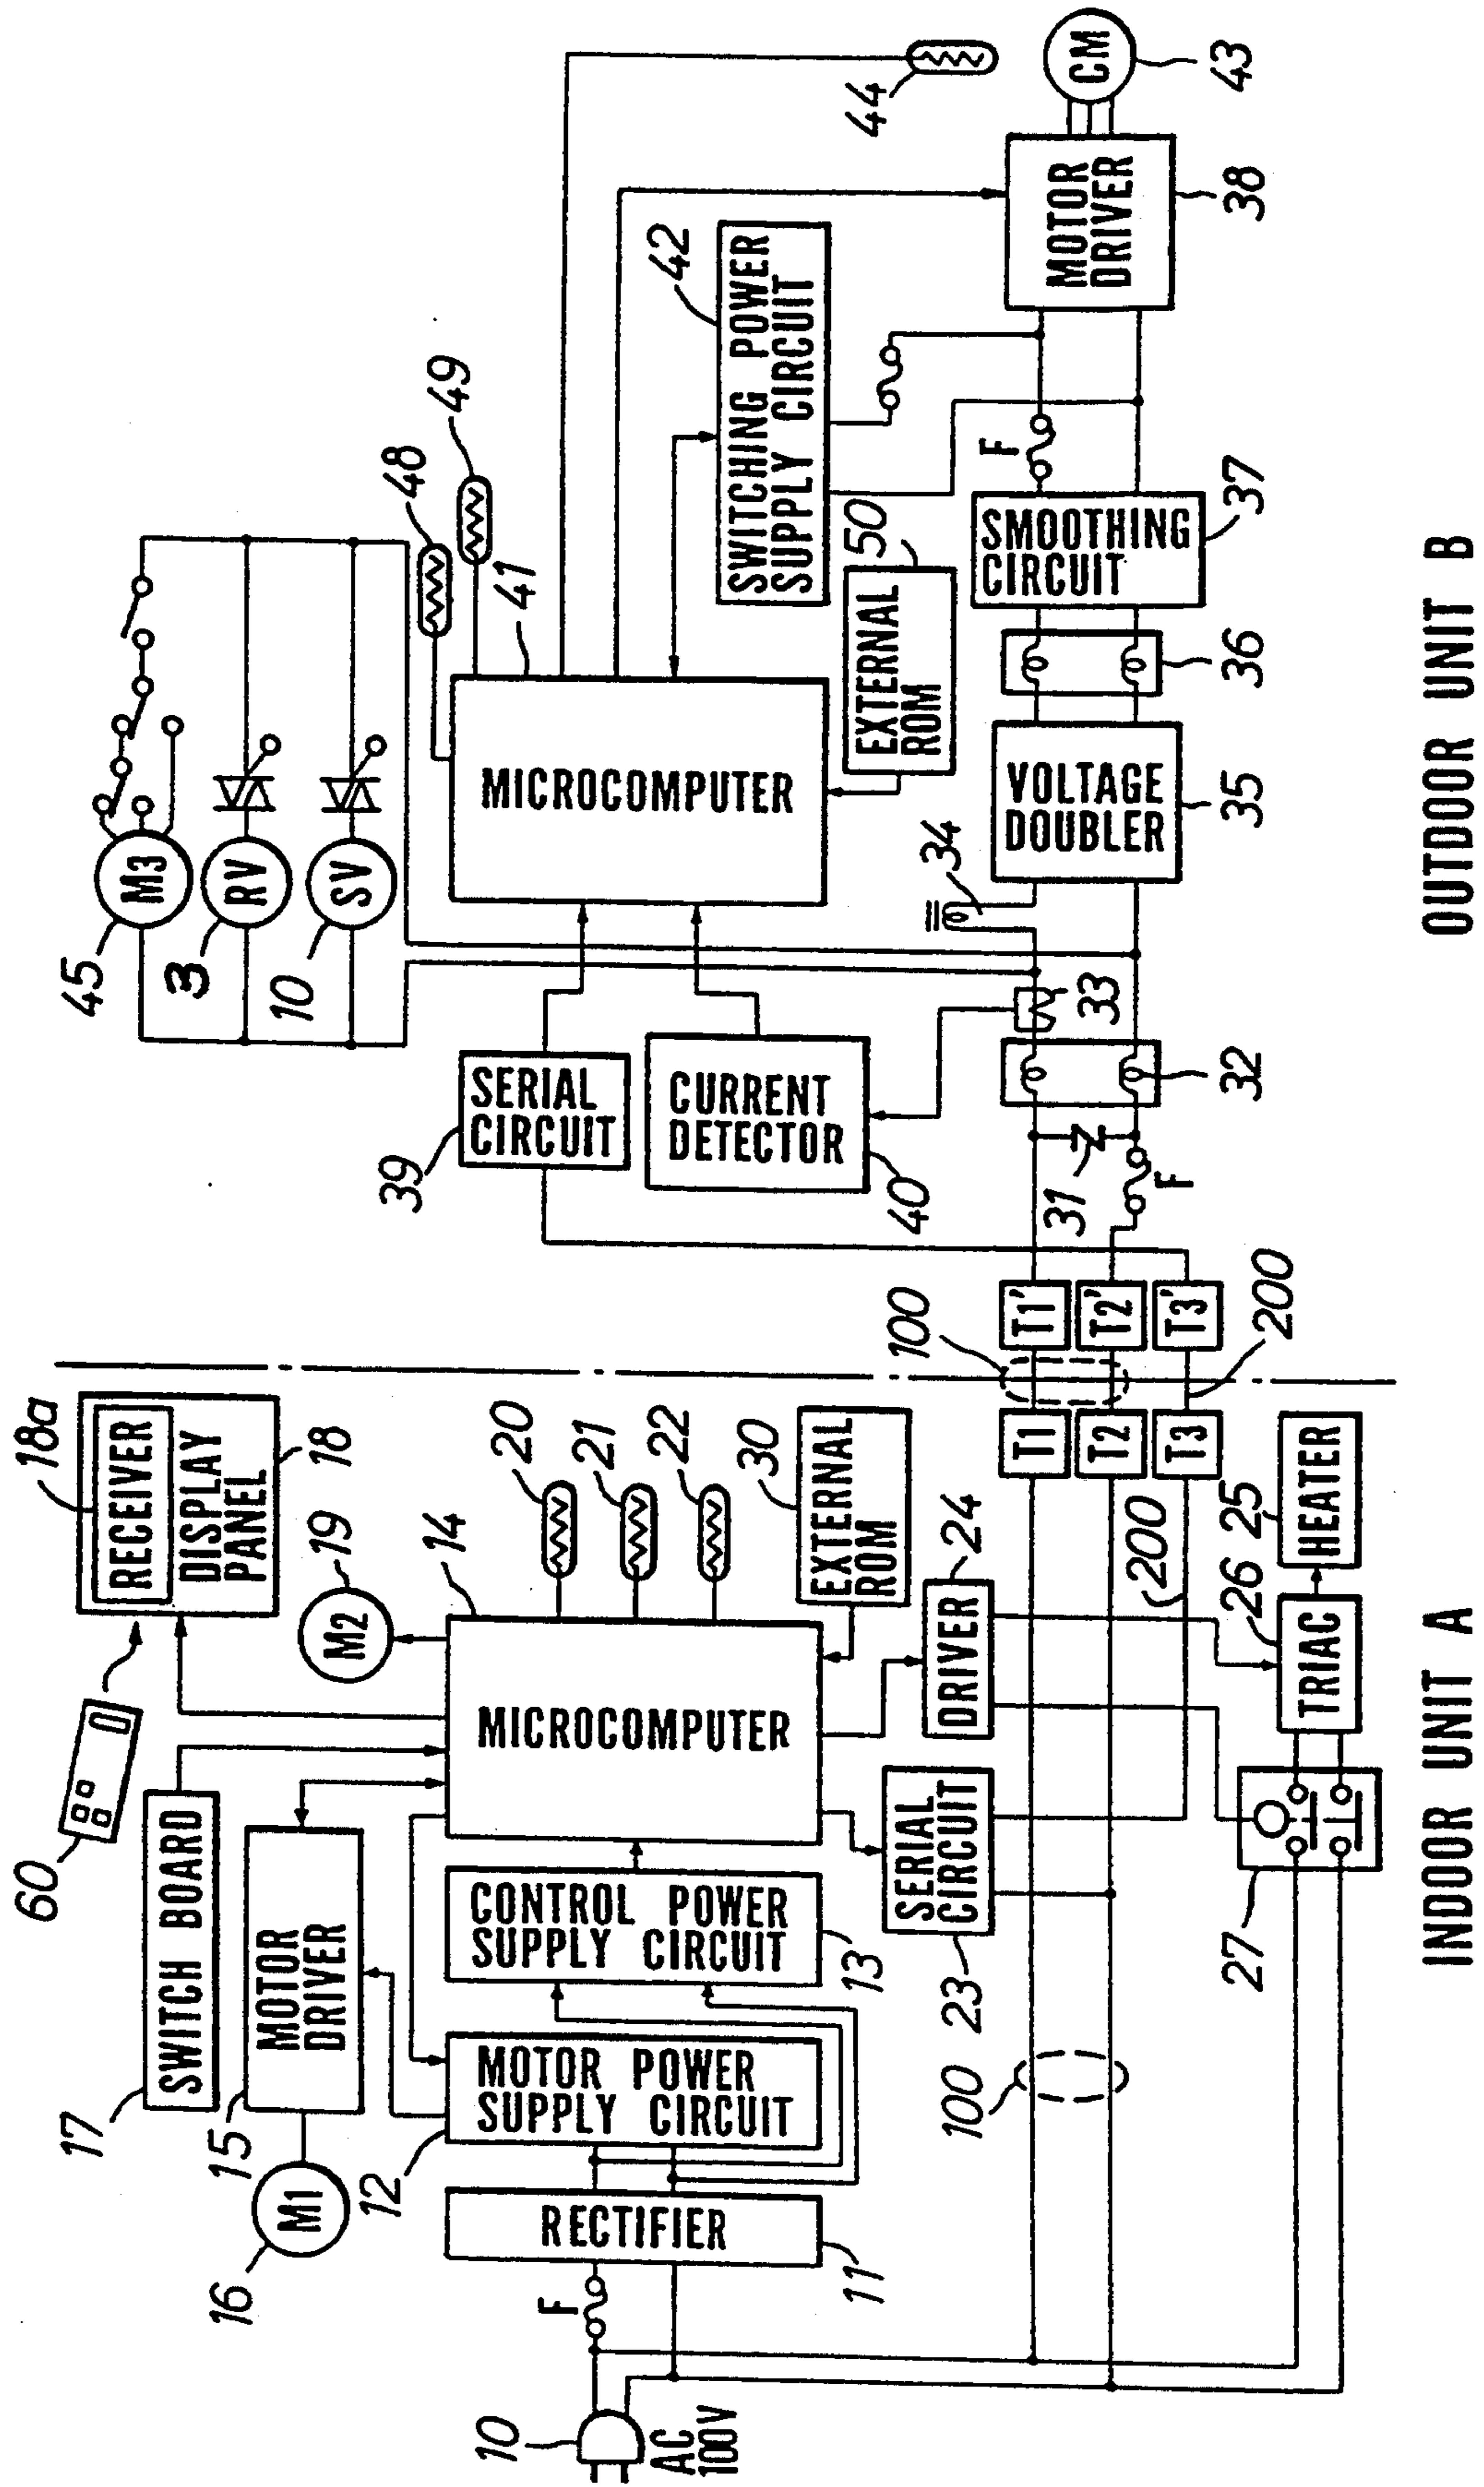 18a
RECEIVER
DISPLAY
PANEL
18
60
17
SWITCH BOARD
M2
19
16
M1
15
MOTOR
DRIVER
14
MICROCOMPUTER
20
21
22
30
EXTERNAL
ROM
10
AC
100V
F
RECTIFIER
11
12
MOTOR POWER
SUPPLY CIRCUIT
CONTROL POWER
SUPPLY CIRCUIT
13
23
SERIAL
CIRCUIT
DRIVER
24
100
T1
T2
T3
200
27
TRIAC
26
HEATER
25
INDOOR UNIT A
100
T1'
T2'
T3'
200
45
M3
3
RV
10
SV
39
SERIAL
CIRCUIT
CURRENT
DETECTOR
40
MICROCOMPUTER
41
48
49
42
SWITCHING POWER
SUPPLY CIRCUIT
EXTERNAL
ROM
50
44
31
F
32
33
34
VOLTAGE
DOUBLER
35
36
SMOOTHING
CIRCUIT
37
F
MOTOR
DRIVER
38
CM
43
OUTDOOR UNIT B